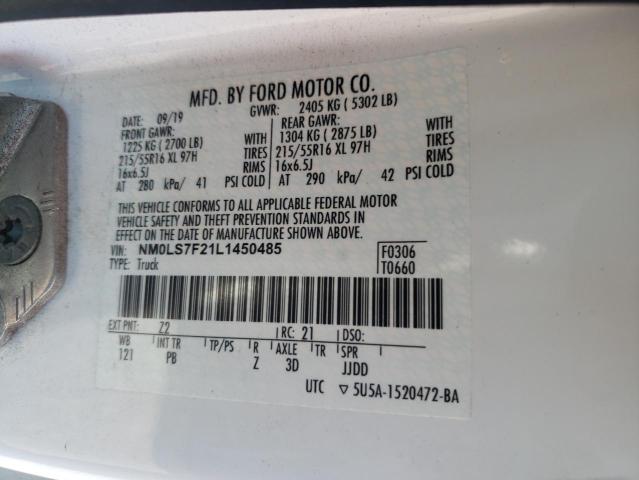 MFD. BY FORD MOTOR CO.
DATE: 09/19 GVWR: 2405 KG ( 5302 LB)
FRONT GAWR: REAR GAWR:
1225 KG ( 2700 LB) WITH 1304 KG ( 2875 LB) WITH
215/55R16 XL 97H TIRES 215/55R16 XL 97H TIRES
16x6.5J RIMS 16x6.5J RIMS
AT 280 kPa/ 41 PSI COLD AT 290 kPa/ 42 PSI COLD
THIS VEHICLE CONFORMS TO ALL APPLICABLE FEDERAL MOTOR
VEHICLE SAFETY AND THEFT PREVENTION STANDARDS IN
EFFECT ON THE DATE OF MANUFACTURE SHOWN ABOVE.
VIN: NM0LS7F21L1450485 F0306
TYPE: Truck T0660
EXT PNT: Z2 RC: 21 DSO:
WB INT TR TP/PS R AXLE TR SPR
121 PB Z 3D JJDD
UTC ▽ 5U5A-1520472-BA